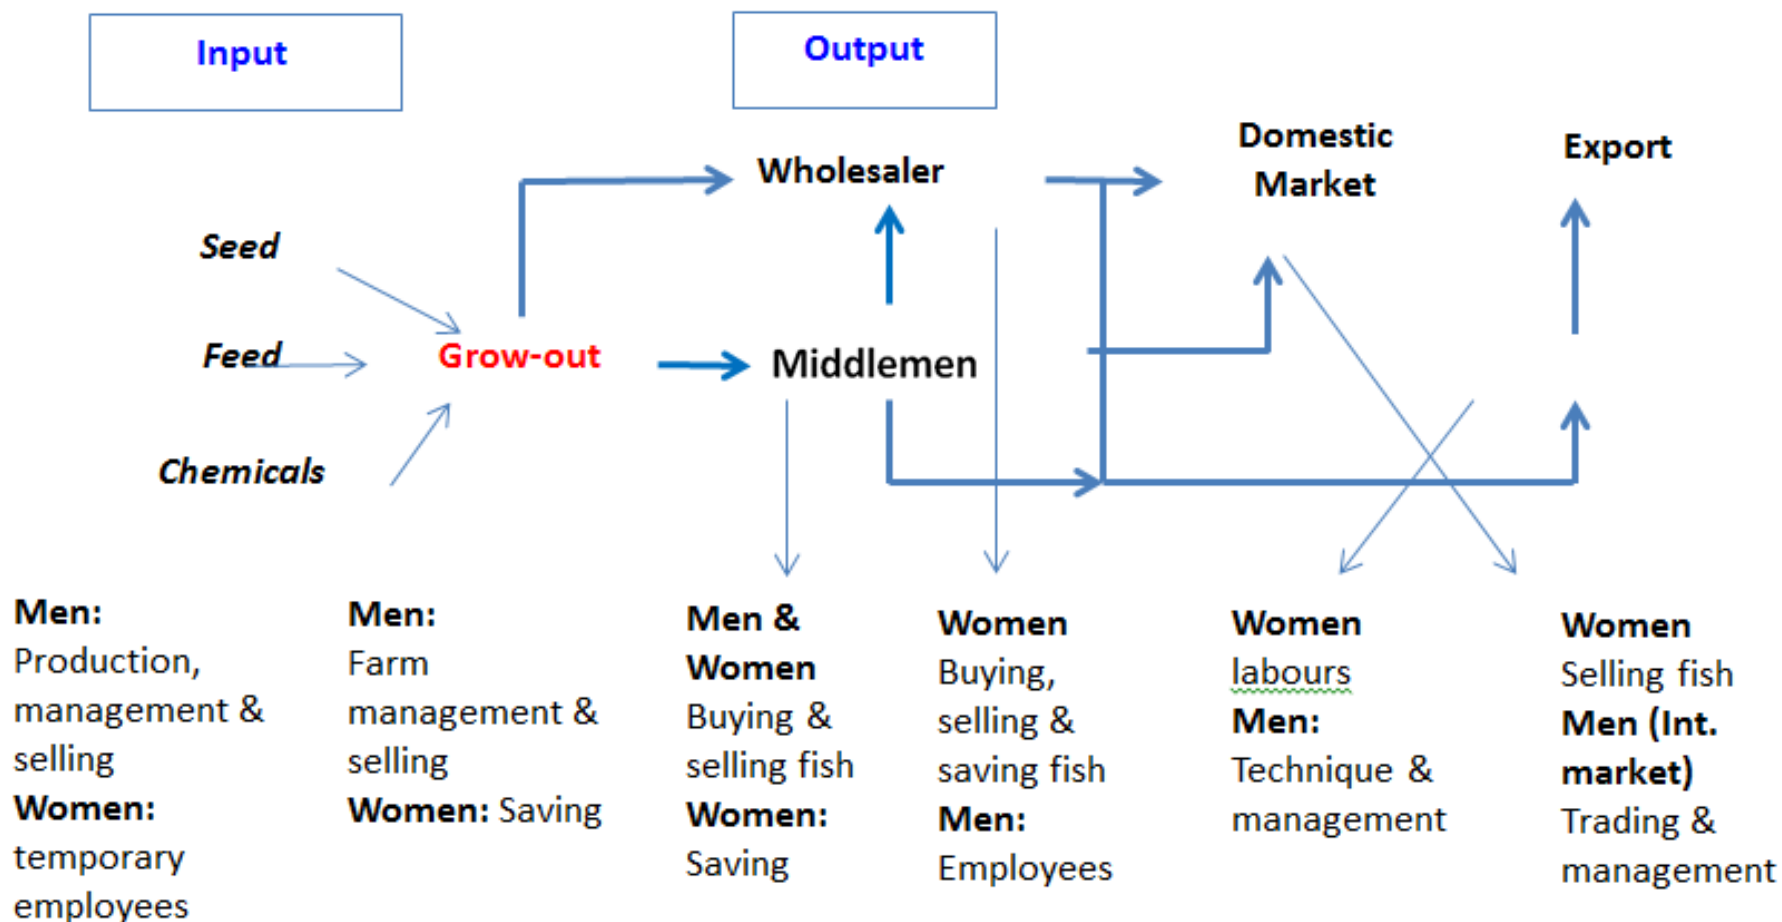 Input
Output
Wholesaler
Domestic
Market
Export
Seed
Feed
Grow-out
Middlemen
Chemicals
Men:
Production,
management &
selling
Women:
temporary
employees
Men:
Farm
management &
selling
Women: Saving
Men &
Women
Buying &
selling fish
Women:
Saving
Women
Buying,
selling &
saving fish
Men:
Employees
Women
labours
Men:
Technique &
management
Women
Selling fish
Men (Int.
market)
Trading &
management